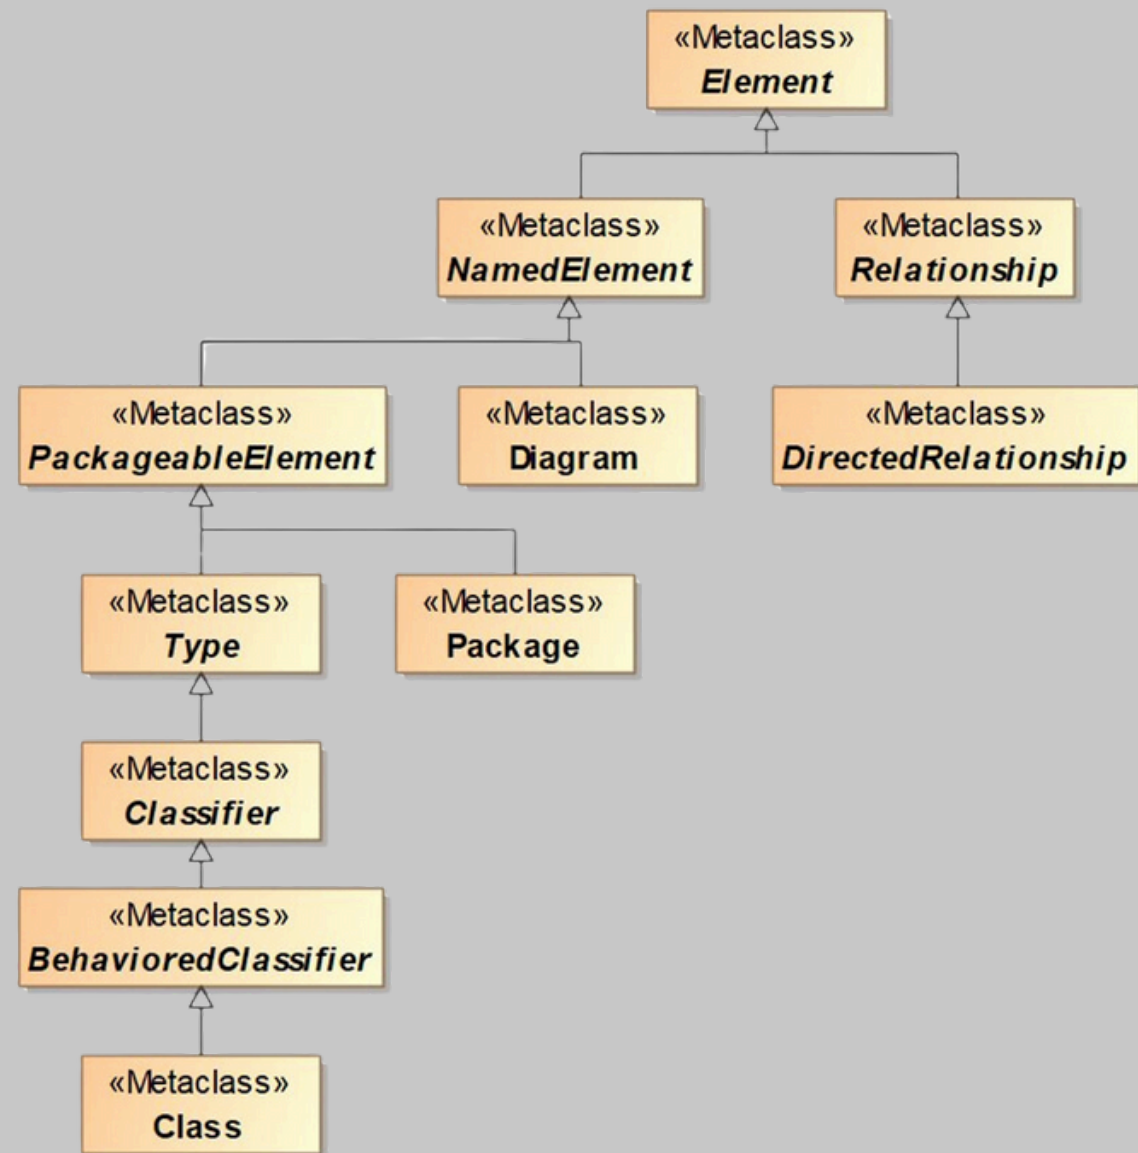 «Metaclass»
Element
«Metaclass»
NamedElement
«Metaclass»
Relationship
«Metaclass»
PackageableElement
«Metaclass»
Diagram
«Metaclass»
DirectedRelationship
«Metaclass»
Type
«Metaclass»
Package
«Metaclass»
Classifier
«Metaclass»
BehavioredClassifier
«Metaclass»
Class